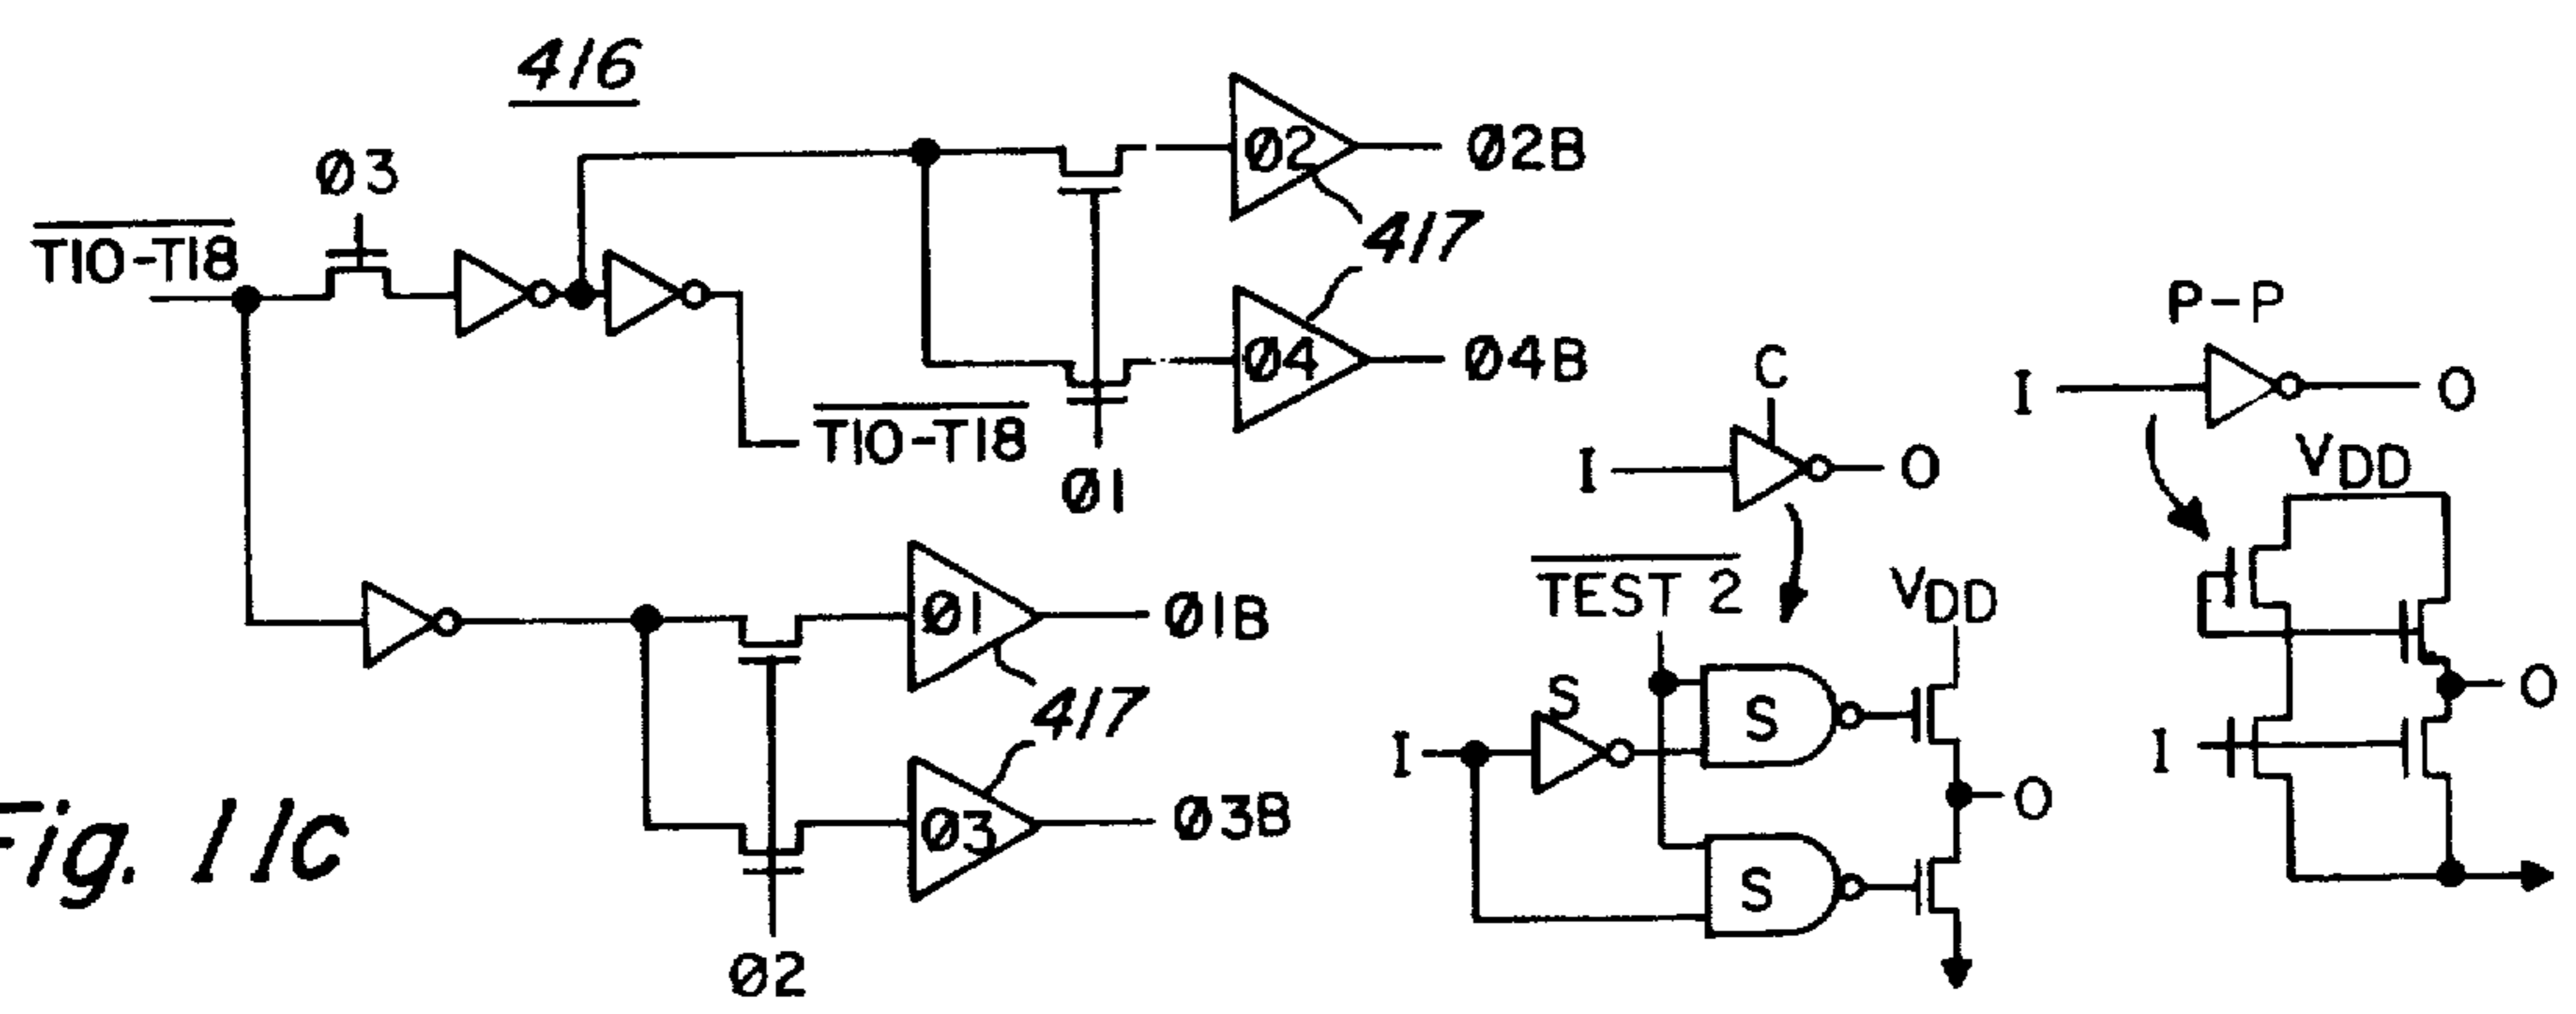 416
Ø3
T10-T18
Ø2
Ø2B
417
Ø4
Ø4B
T10-T18
Ø1
Ø1
Ø1B
417
Ø3
Ø3B
Ø2
Fig. 11c
C
I
O
TEST 2
VDD
S
S
I
O
S
P-P
I
O
VDD
O
I